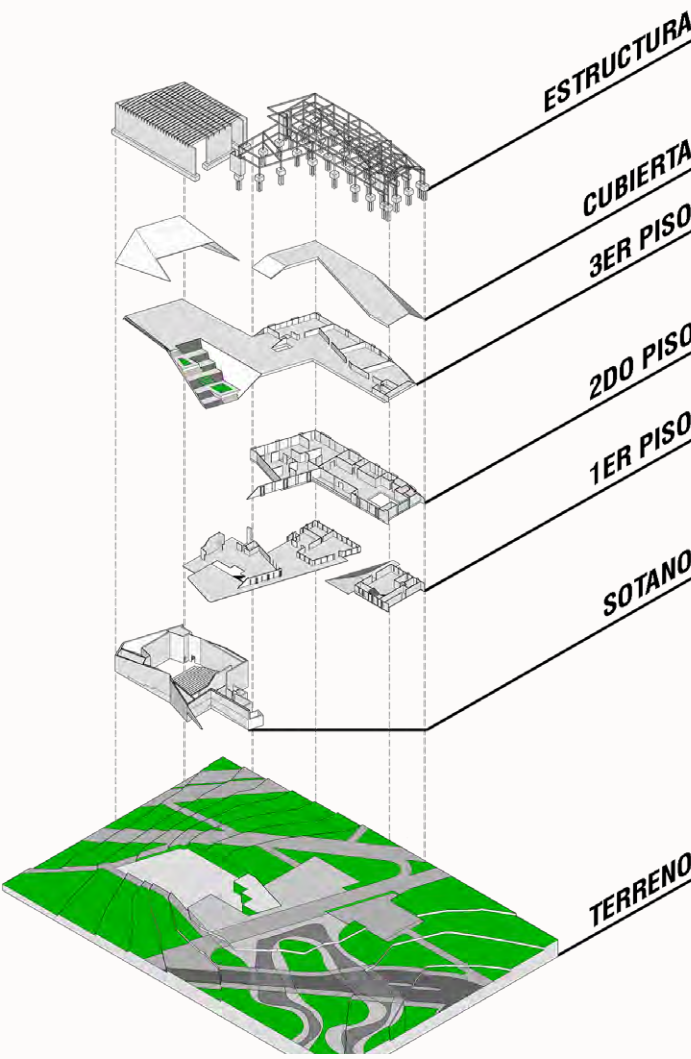 ESTRUCTURA
CUBIERTA
3ER PISO
2DO PISO
1ER PISO
SOTANO
TERRENO